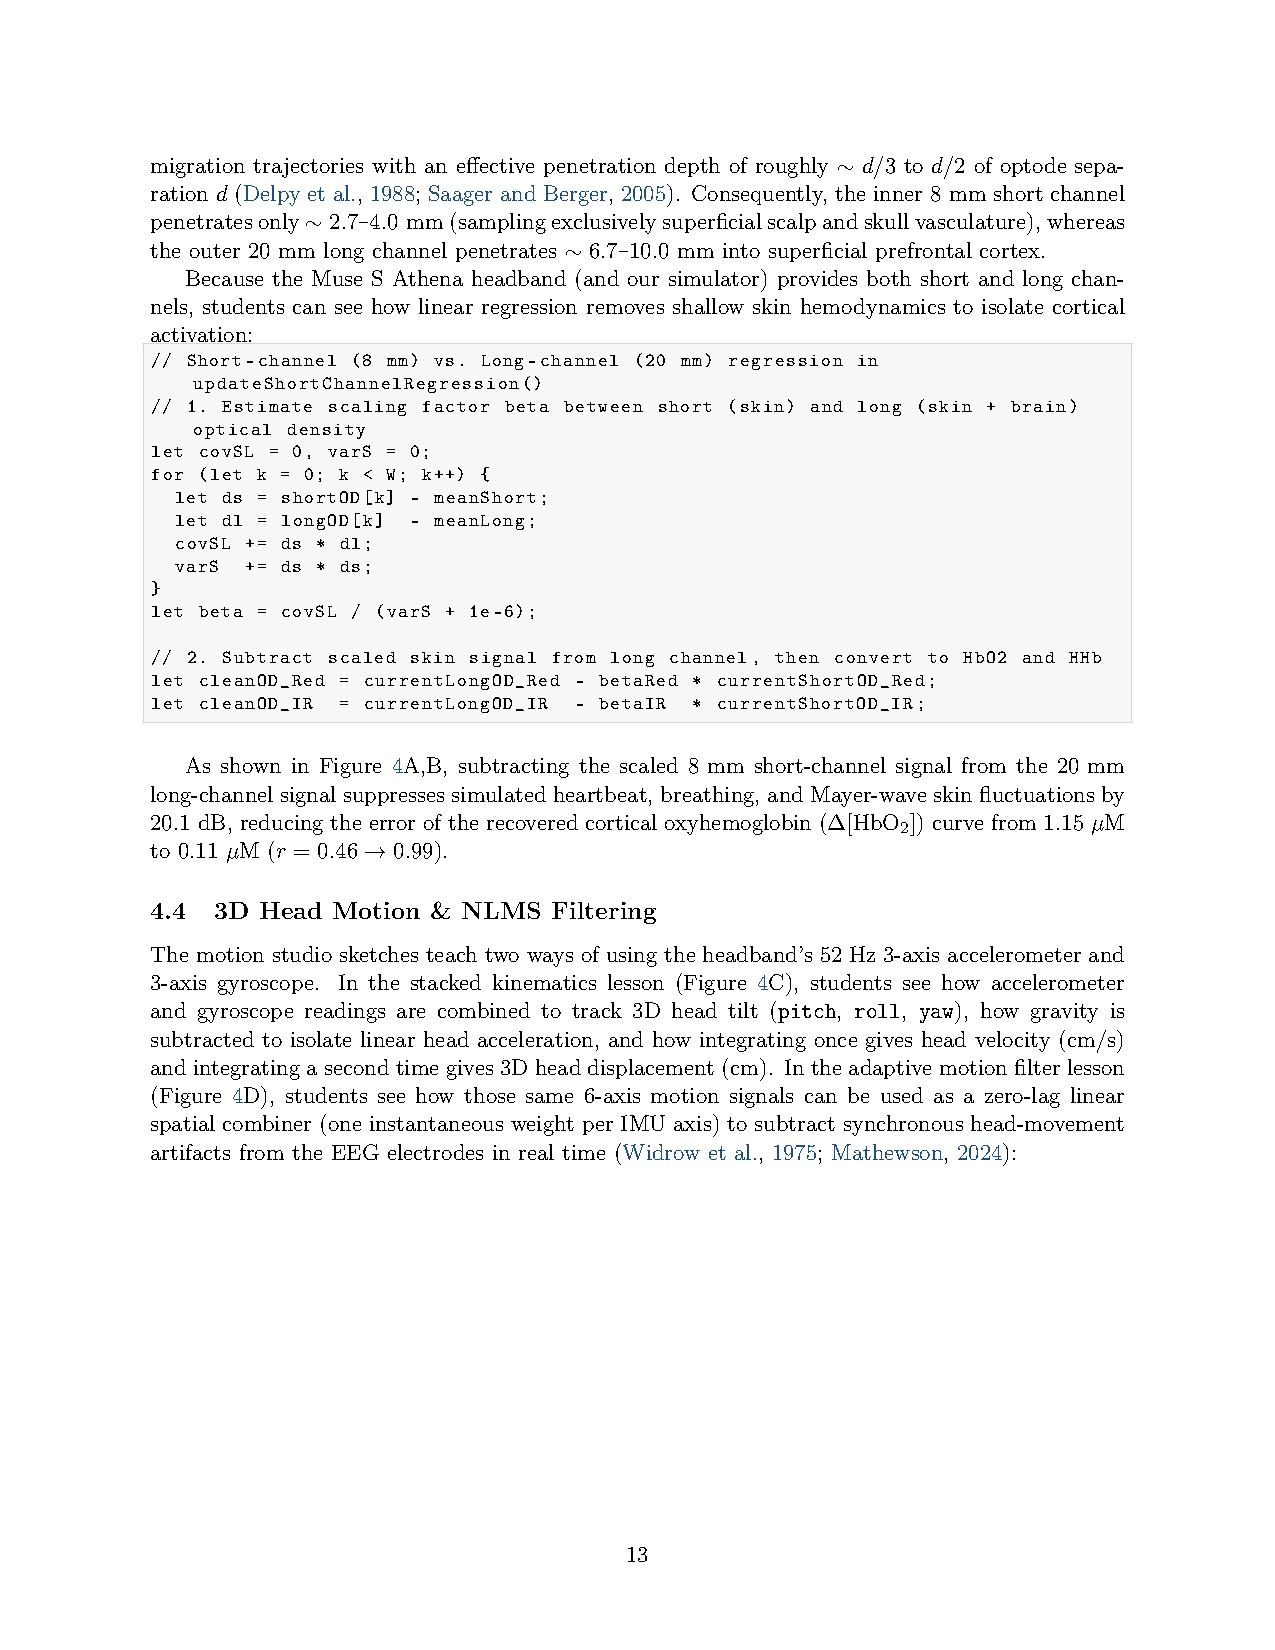 migration trajectories with an effective penetration depth of roughly ∼ d/3 to d/2 of optode sepa-
ration d (Delpy et al., 1988; Saager and Berger, 2005). Consequently, the inner 8 mm short channel
penetrates only ∼ 2.7–4.0 mm (sampling exclusively superficial scalp and skull vasculature), whereas
the outer 20 mm long channel penetrates ∼ 6.7–10.0 mm into superficial prefrontal cortex.
Because the Muse S Athena headband (and our simulator) provides both short and long chan-
nels, students can see how linear regression removes shallow skin hemodynamics to isolate cortical
activation:
// Short-channel (8 mm) vs. Long-channel (20 mm) regression in
updateShortChannelRegression()
// 1. Estimate scaling factor beta between short (skin) and long (skin + brain)
optical density
let covSL = 0, varS = 0;
for (let k = 0; k < W; k++) {
  let ds = shortOD[k] - meanShort;
  let dl = longOD[k]  - meanLong;
  covSL += ds * dl;
  varS  += ds * ds;
}
let beta = covSL / (varS + 1e-6);
// 2. Subtract scaled skin signal from long channel, then convert to HbO2 and HHb
let cleanOD_Red = currentLongOD_Red - betaRed * currentShortOD_Red;
let cleanOD_IR  = currentLongOD_IR  - betaIR  * currentShortOD_IR;
As shown in Figure 4A,B, subtracting the scaled 8 mm short-channel signal from the 20 mm
long-channel signal suppresses simulated heartbeat, breathing, and Mayer-wave skin fluctuations by
20.1 dB, reducing the error of the recovered cortical oxyhemoglobin (Δ[HbO₂]) curve from 1.15 μM
to 0.11 μM (r = 0.46 → 0.99).
4.4 3D Head Motion & NLMS Filtering
The motion studio sketches teach two ways of using the headband's 52 Hz 3-axis accelerometer and
3-axis gyroscope. In the stacked kinematics lesson (Figure 4C), students see how accelerometer
and gyroscope readings are combined to track 3D head tilt (pitch, roll, yaw), how gravity is
subtracted to isolate linear head acceleration, and how integrating once gives head velocity (cm/s)
and integrating a second time gives 3D head displacement (cm). In the adaptive motion filter lesson
(Figure 4D), students see how those same 6-axis motion signals can be used as a zero-lag linear
spatial combiner (one instantaneous weight per IMU axis) to subtract synchronous head-movement
artifacts from the EEG electrodes in real time (Widrow et al., 1975; Mathewson, 2024):
13